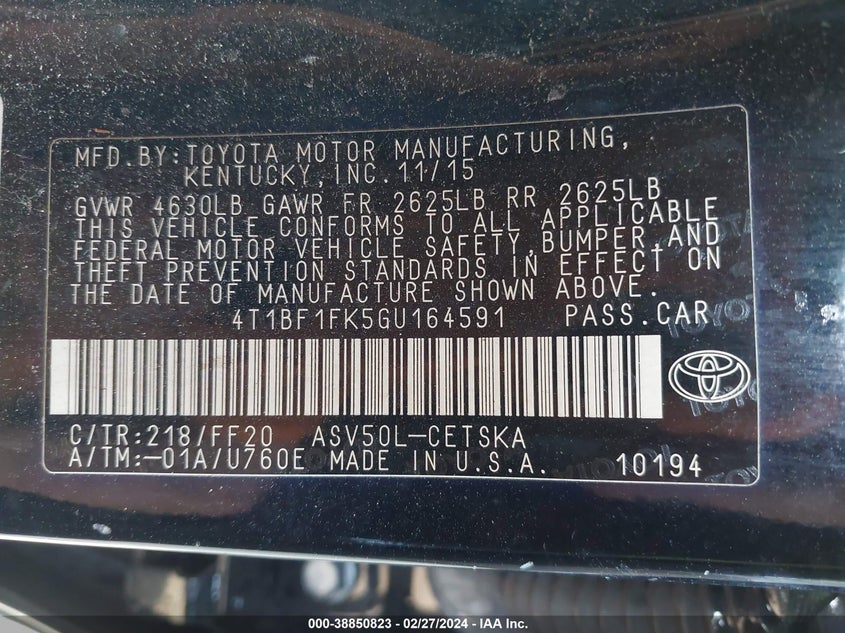 MFD.BY:TOYOTA MOTOR MANUFACTURING,
KENTUCKY,INC.11/15
GVWR 4630LB GAWR FR 2625LB RR 2625LB
THIS VEHICLE CONFORMS TO ALL APPLICABLE
FEDERAL MOTOR VEHICLE SAFETY,BUMPER,AND
THEFT PREVENTION STANDARDS IN EFFECT ON
THE DATE OF MANUFACTURE SHOWN ABOVE.
4T1BF1FK5GU164591 PASS.CAR
C/TR:218/FF20 ASV50L-CETSKA
A/TM:-01A/U760E MADE IN U.S.A. 10194
000-38850823 / 02/27/2024 — IAA Inc.